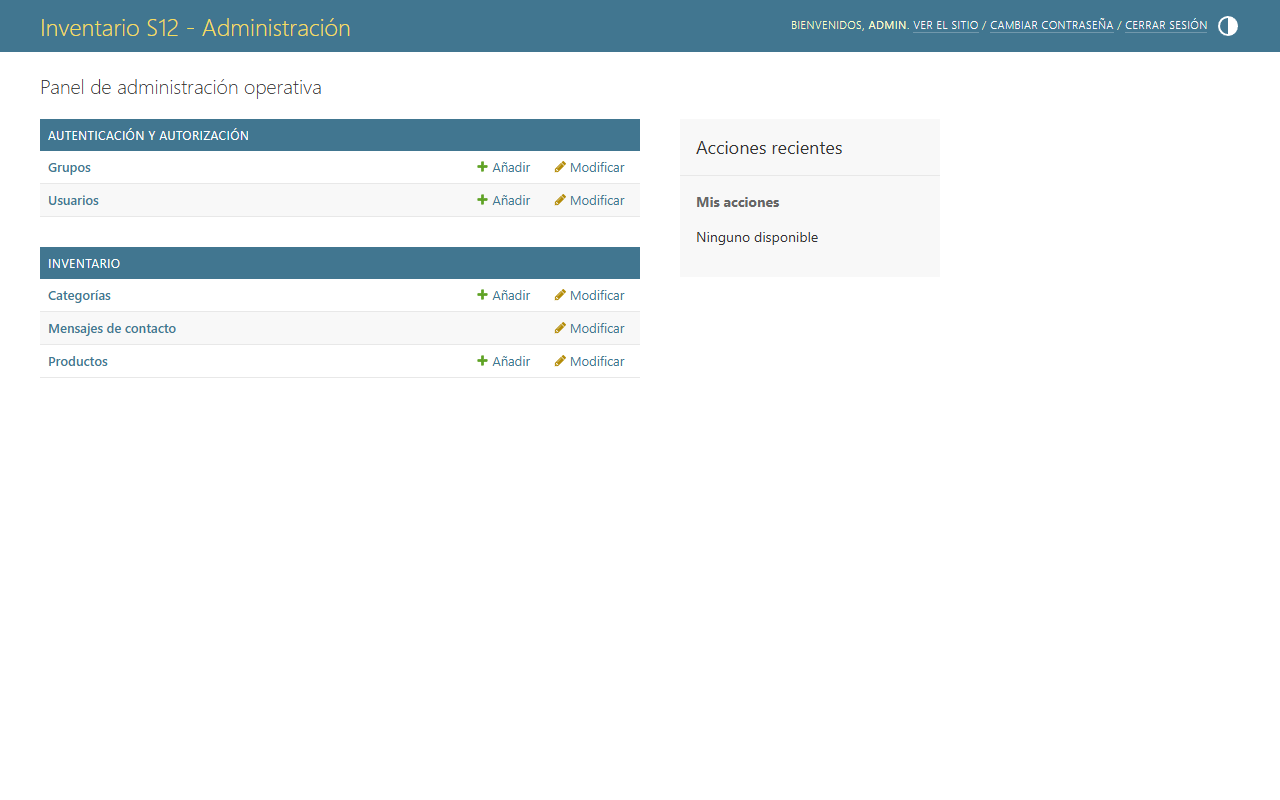 Inventario S12 - Administración
BIENVENIDOS, ADMIN. VER EL SITIO / CAMBIAR CONTRASEÑA / CERRAR SESIÓN
Panel de administración operativa
AUTENTICACIÓN Y AUTORIZACIÓN
Grupos Añadir Modificar
Usuarios Añadir Modificar
INVENTARIO
Categorías Añadir Modificar
Mensajes de contacto Modificar
Productos Añadir Modificar
Acciones recientes
Mis acciones
Ninguno disponible